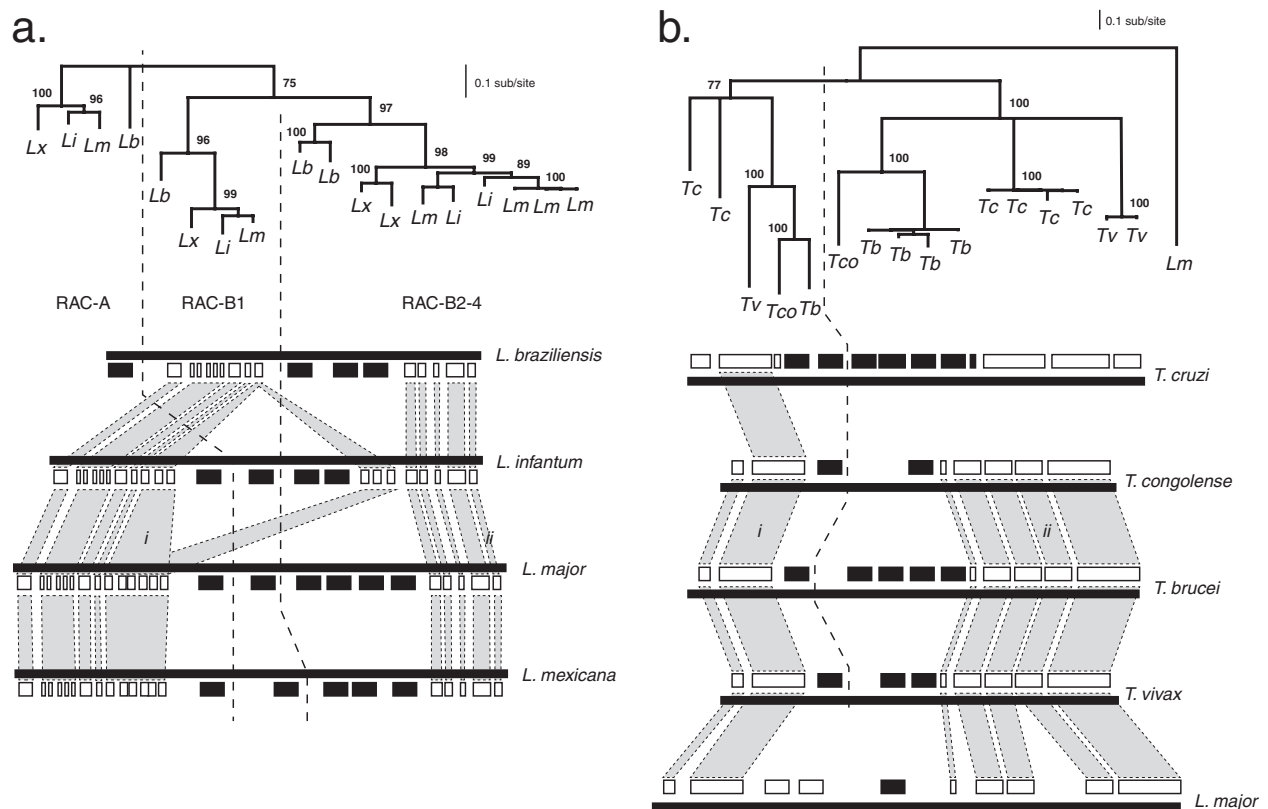 a.
0.1 sub/site
75
97
100
96
Lx
Li
Lm
Lb
96
Lb
99
Lx
Li
Lm
100
Lb
Lb
98
100
Lx
Lx
99
Lm
Li
89
Li
100
Lm
Lm
Lm
RAC-A
RAC-B1
RAC-B2-4
L. braziliensis
L. infantum
i
ii
L. major
L. mexicana
b.
0.1 sub/site
77
Tc
Tc
100
100
Tv
Tco
Tb
100
100
Tco
Tb
Tb
Tb
Tb
100
Tc
Tc
Tc
Tc
100
Tv
Tv
Lm
T. cruzi
T. congolense
i
ii
T. brucei
T. vivax
L. major